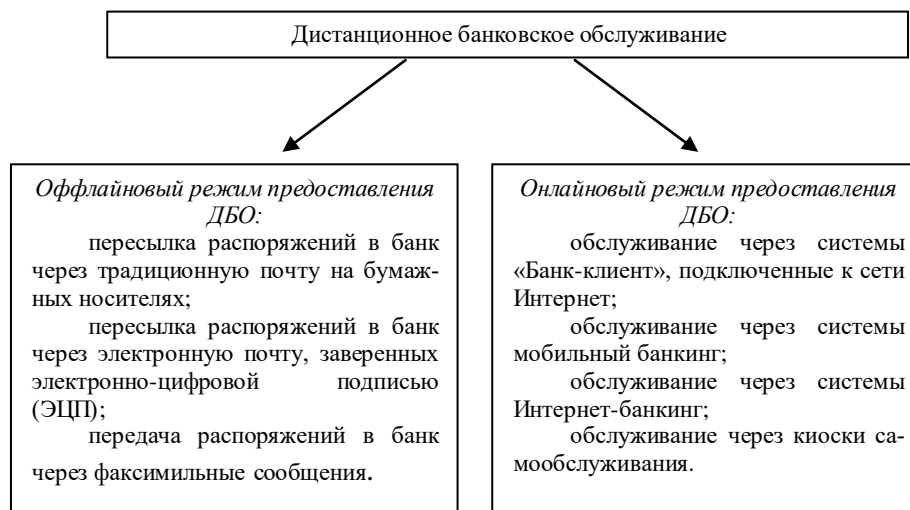 Дистанционное банковское обслуживание
Оффлайновый режим предоставления
ДБО:
пересылка распоряжений в банк
через традиционную почту на бумаж-
ных носителях;
пересылка распоряжений в банк
через электронную почту, заверенных
электронно-цифровой подписью
(ЭЦП);
передача распоряжений в банк
через факсимильные сообщения.
Онлайновый режим предоставления
ДБО:
обслуживание через системы
«Банк-клиент», подключенные к сети
Интернет;
обслуживание через системы
мобильный банкинг;
обслуживание через системы
Интернет-банкинг;
обслуживание через киоски са-
мообслуживания.